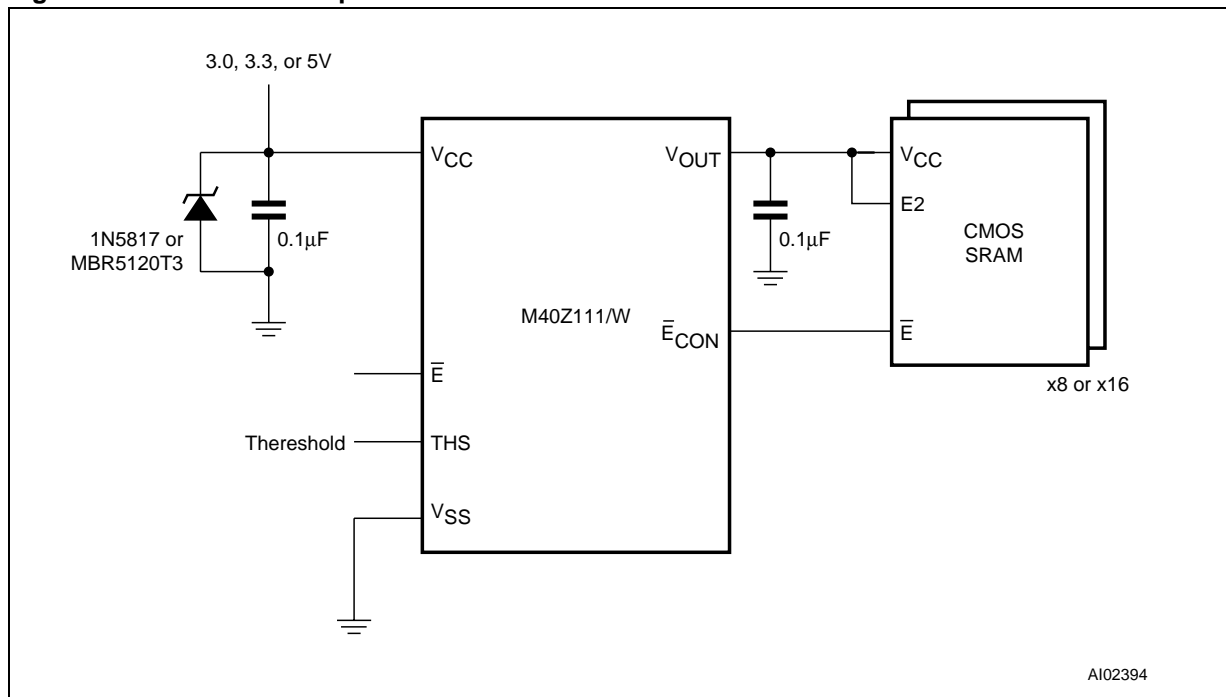 3.0, 3.3, or 5V
VCC
VOUT
VCC
E2
1N5817 or
MBR5120T3
0.1μF
0.1μF
CMOS
SRAM
M40Z111/W
E̅CON
E̅
E̅
x8 or x16
Thereshold
THS
VSS
AI02394